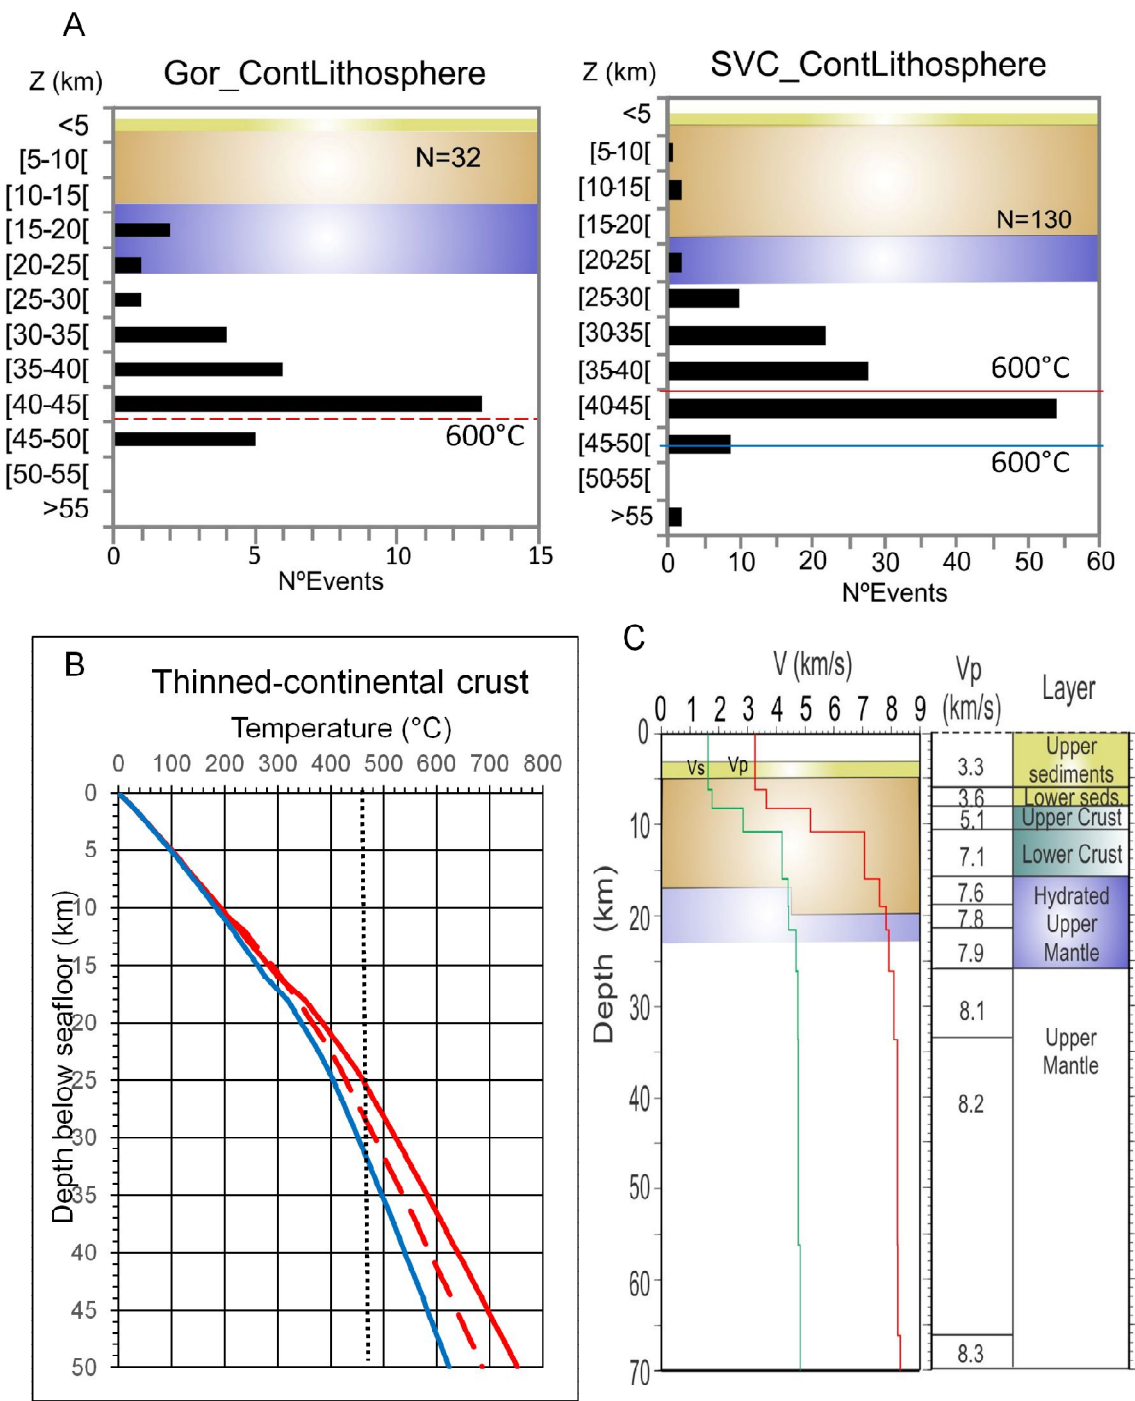 A
Gor_ContLithosphere
Z (km)
<5
[5-10[
[10-15[
[15-20[
[20-25[
[25-30[
[30-35[
[35-40[
[40-45[
[45-50[
[50-55[
>55
N=32
600°C
0 5 10 15
NºEvents
SVC_ContLithosphere
Z (km)
<5
[5-10[
[10-15[
[15-20[
[20-25[
[25-30[
[30-35[
[35-40[
[40-45[
[45-50[
[50-55[
>55
N=130
600°C
600°C
0 10 20 30 40 50 60
NºEvents
B
Thinned-continental crust
Temperature (°C)
0 100 200 300 400 500 600 700 800
Depth below seafloor (km)
0
5
10
15
20
25
30
35
40
45
50
C
V (km/s)
0 1 2 3 4 5 6 7 8 9
Vs Vp
Depth (km)
0
10
20
30
40
50
60
70
Vp
(km/s)
3.3
3.6
5.1
7.1
7.6
7.8
7.9
8.1
8.2
8.3
Layer
Upper
sediments
Lower seds.
Upper Crust
Lower Crust
Hydrated
Upper
Mantle
Upper
Mantle